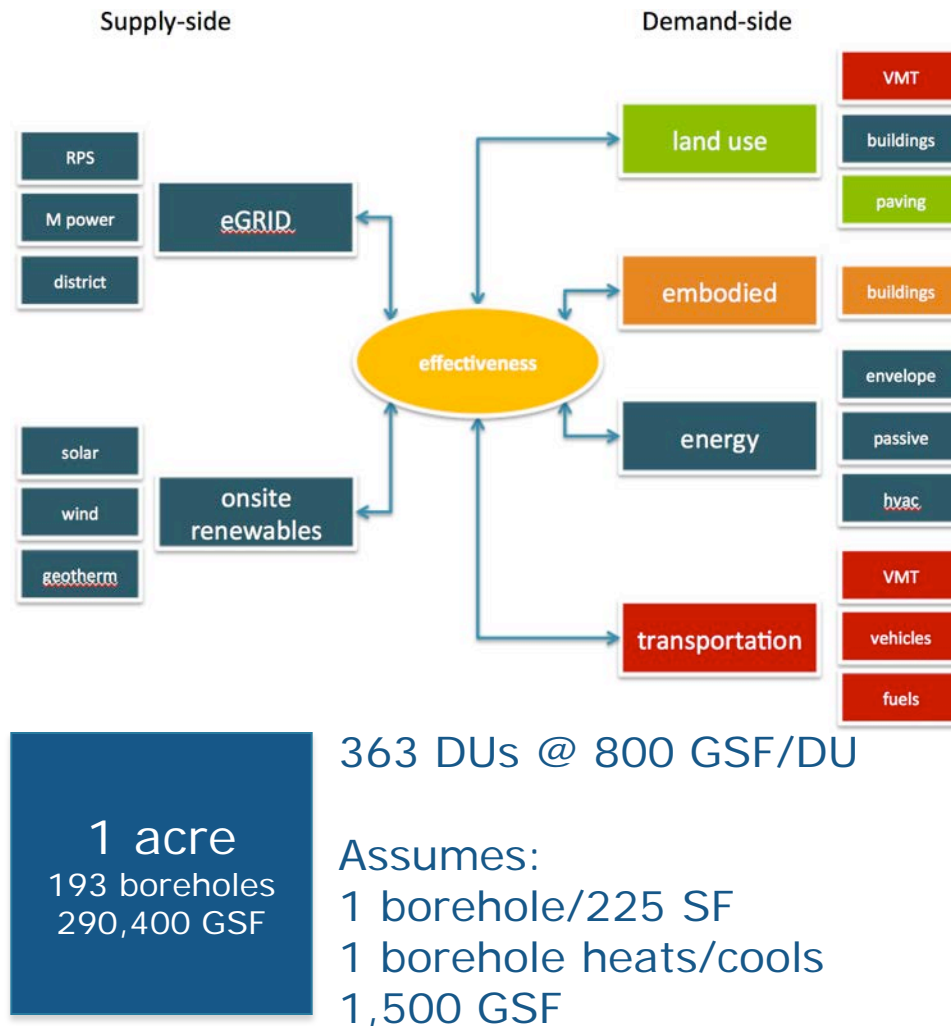 Supply-side
Demand-side
RPS
M power
district
eGRID
solar
wind
geotherm
onsite
renewables
effectiveness
land use
VMT
buildings
paving
embodied
buildings
energy
envelope
passive
hvac
transportation
VMT
vehicles
fuels
1 acre
193 boreholes
290,400 GSF
363 DUs @ 800 GSF/DU
Assumes:
1 borehole/225 SF
1 borehole heats/cools
1,500 GSF